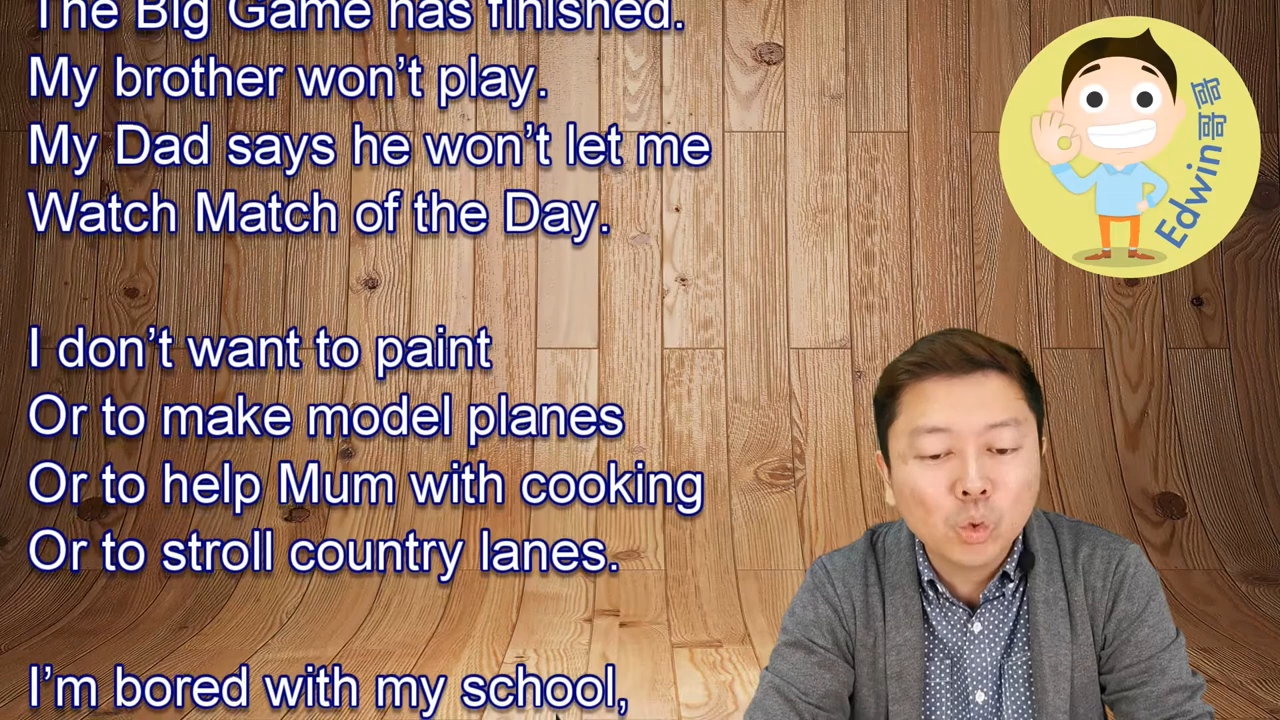 The Big Game has finished.
My brother won’t play.
My Dad says he won’t let me
Watch Match of the Day.
I don’t want to paint
Or to make model planes
Or to help Mum with cooking
Or to stroll country lanes.
I’m bored with my school,
Edwin哥哥